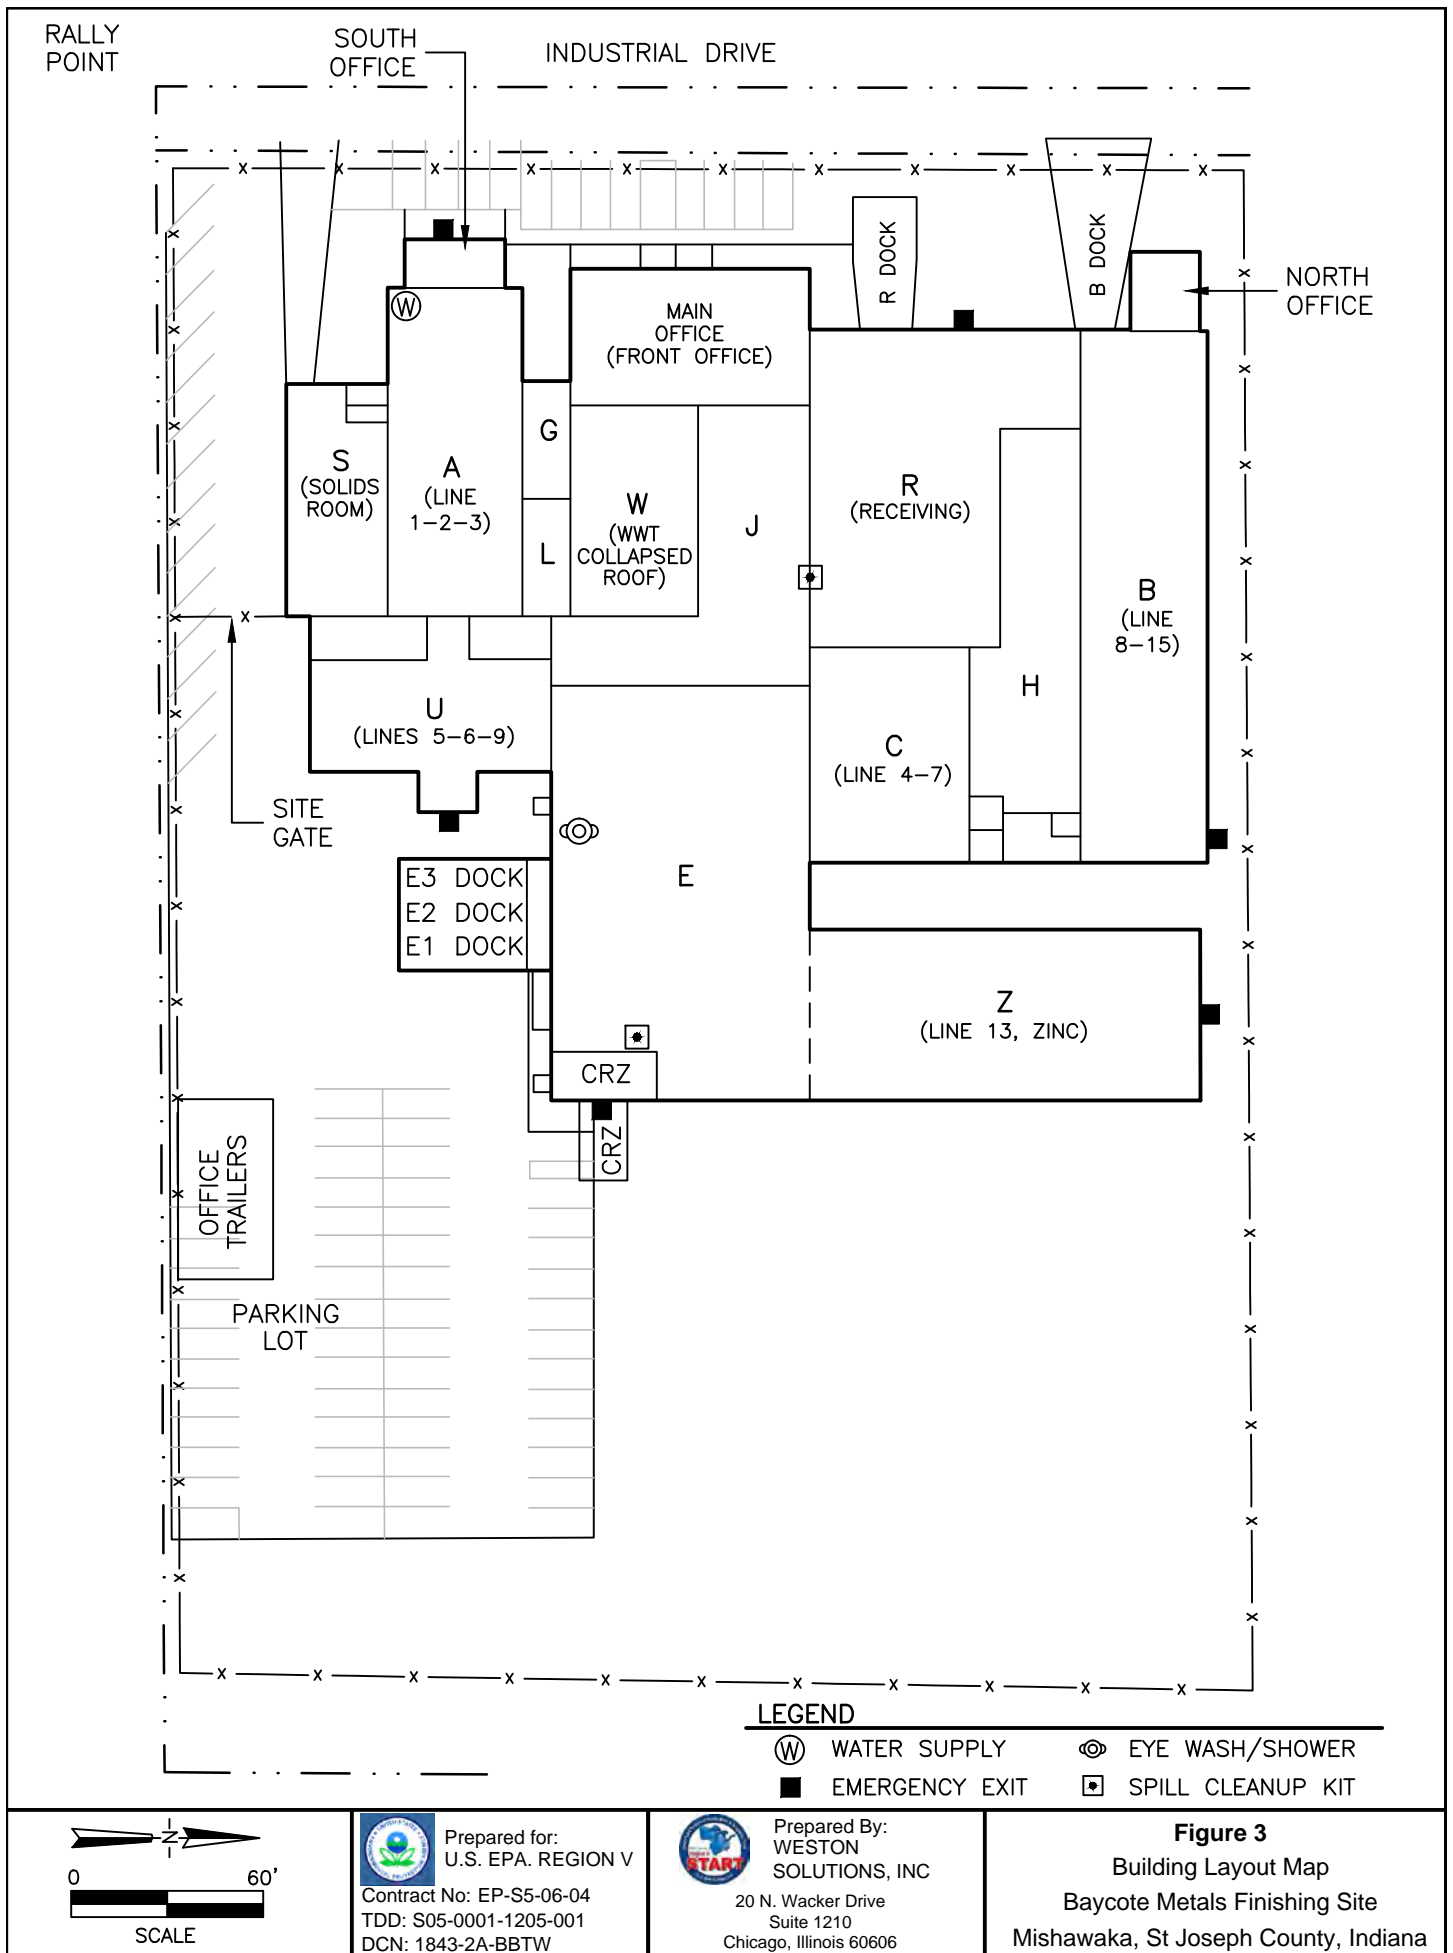 RALLY
POINT
SOUTH
OFFICE
INDUSTRIAL DRIVE
R DOCK
B DOCK
NORTH
OFFICE
W
MAIN
OFFICE
(FRONT OFFICE)
S
(SOLIDS
ROOM)
A
(LINE
1-2-3)
G
L
W
(WWT
COLLAPSED
ROOF)
J
R
(RECEIVING)
B
(LINE
8-15)
H
U
(LINES 5-6-9)
C
(LINE 4-7)
SITE
GATE
E3 DOCK
E2 DOCK
E1 DOCK
E
Z
(LINE 13, ZINC)
CRZ
CRZ
OFFICE
TRAILERS
PARKING
LOT
LEGEND
W WATER SUPPLY
EYE WASH/SHOWER
EMERGENCY EXIT
SPILL CLEANUP KIT
N
0 60'
SCALE
Prepared for:
U.S. EPA. REGION V
Contract No: EP-S5-06-04
TDD: S05-0001-1205-001
DCN: 1843-2A-BBTW
START
Prepared By:
WESTON
SOLUTIONS, INC
20 N. Wacker Drive
Suite 1210
Chicago, Illinois 60606
Figure 3
Building Layout Map
Baycote Metals Finishing Site
Mishawaka, St Joseph County, Indiana